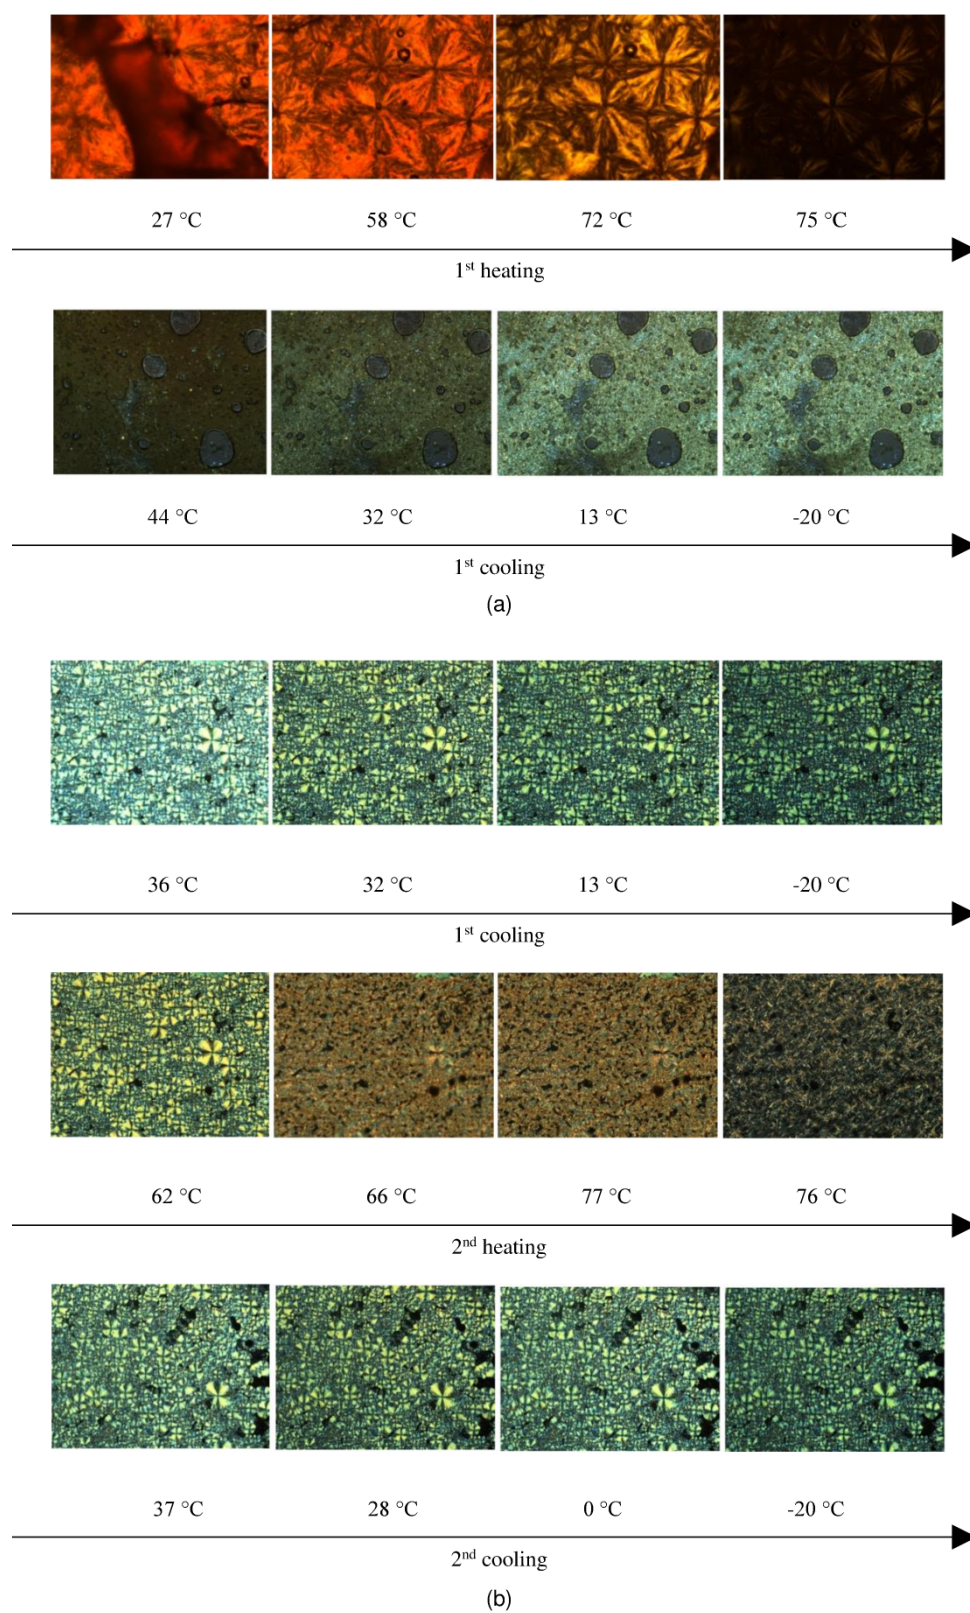 27 °C 58 °C 72 °C 75 °C
1st heating
44 °C 32 °C 13 °C -20 °C
1st cooling
(a)
36 °C 32 °C 13 °C -20 °C
1st cooling
62 °C 66 °C 77 °C 76 °C
2nd heating
37 °C 28 °C 0 °C -20 °C
2nd cooling
(b)